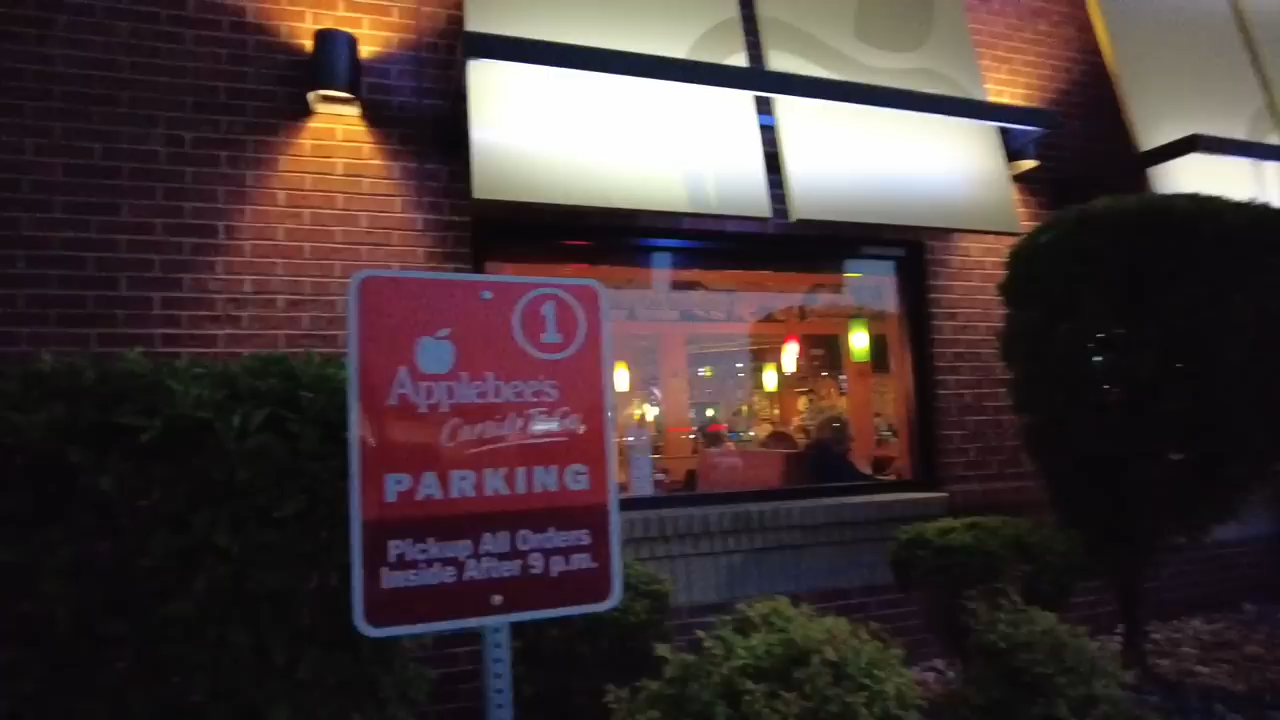 1
Applebee's
Carside To Go
PARKING
Pickup All Orders
Inside After 9 p.m.